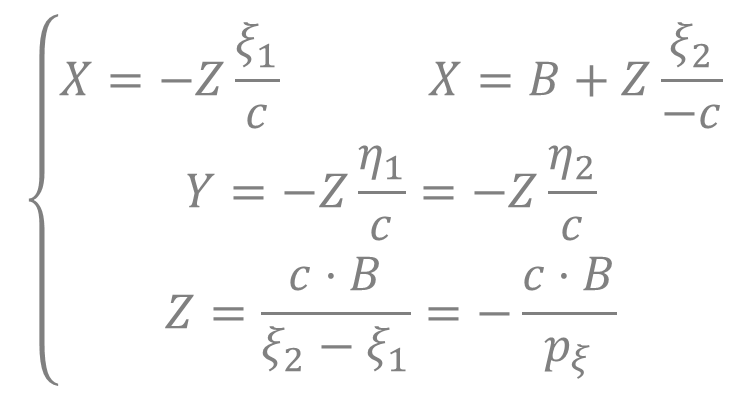 X = −Z ξ₁/c    X = B + Z ξ₂/−c
Y = −Z η₁/c = −Z η₂/c
Z = c · B/(ξ₂ − ξ₁) = − c · B/p_ξ